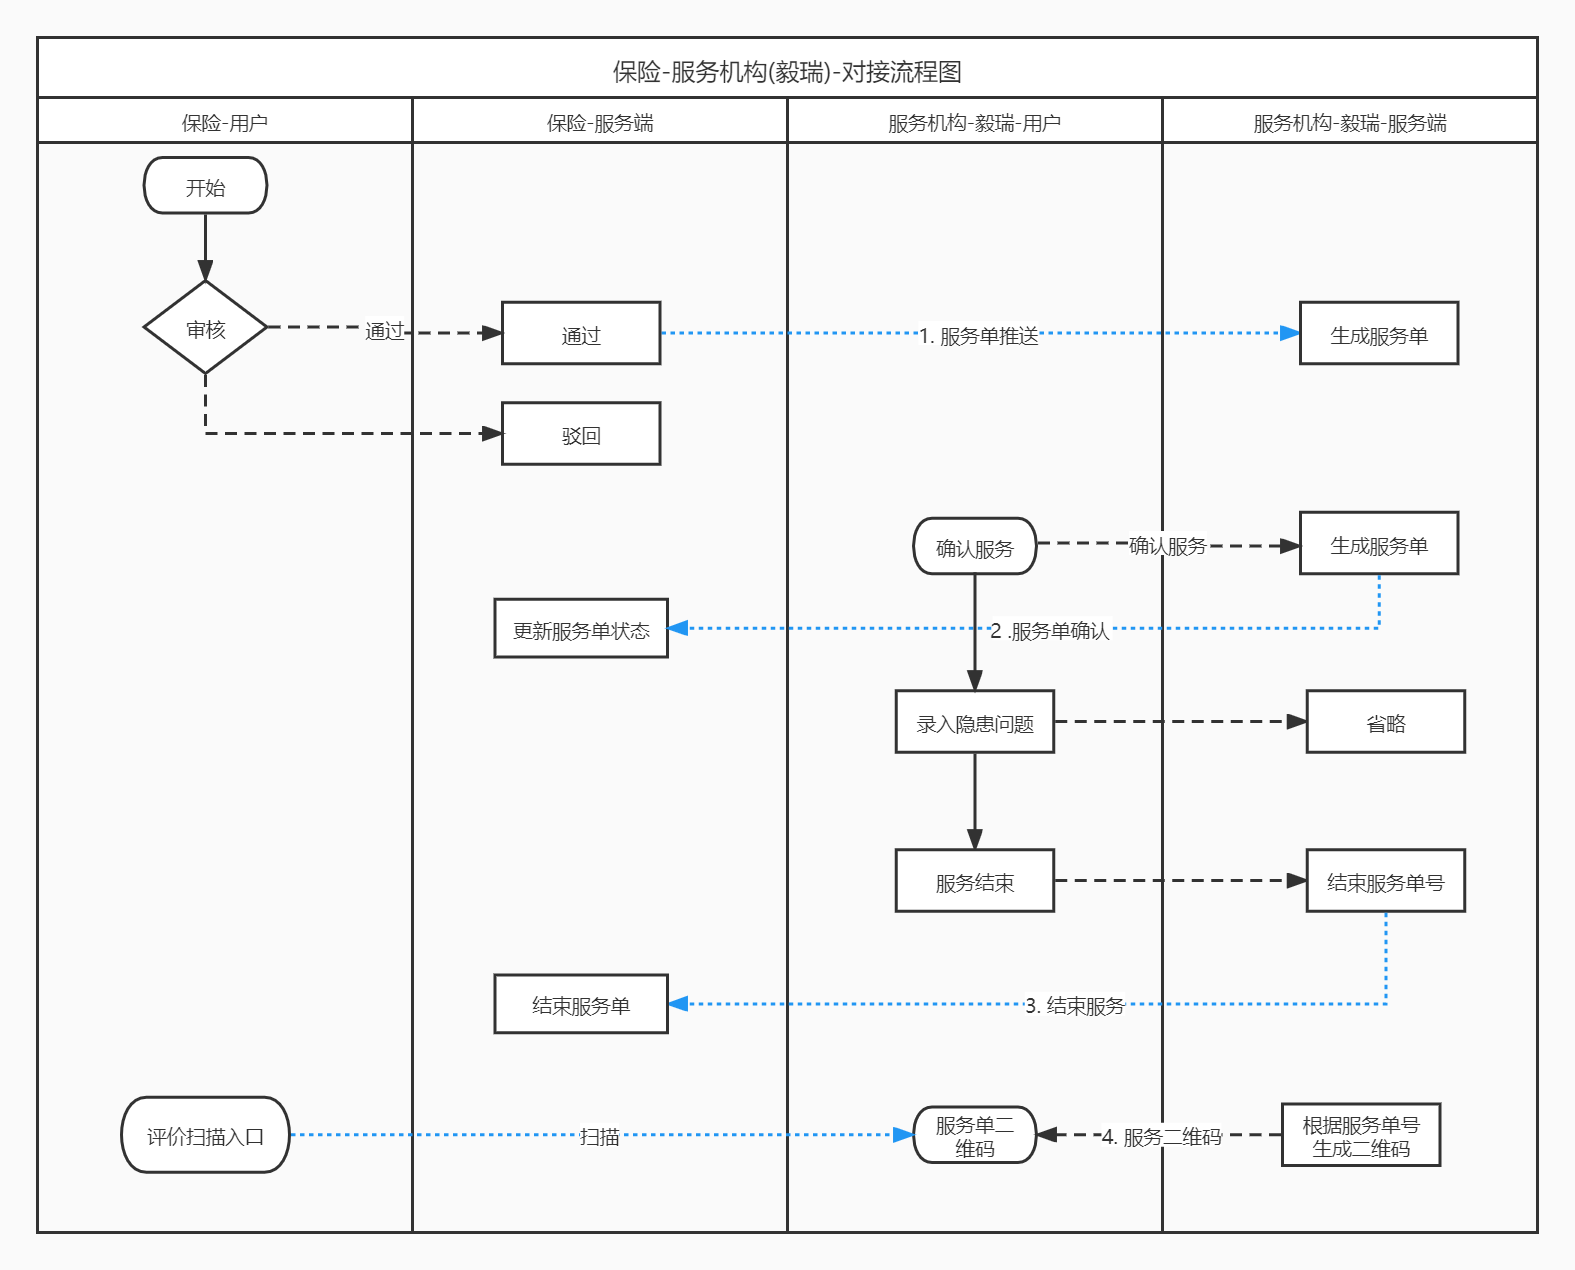 保险-服务机构(毅瑞)-对接流程图
保险-用户
保险-服务端
服务机构-毅瑞-用户
服务机构-毅瑞-服务端
开始
审核
通过
通过
1. 服务单推送
生成服务单
驳回
确认服务
确认服务
生成服务单
更新服务单状态
2 .服务单确认
录入隐患问题
省略
服务结束
结束服务单号
结束服务单
3. 结束服务
评价扫描入口
扫描
服务单二
维码
4. 服务二维码
根据服务单号
生成二维码